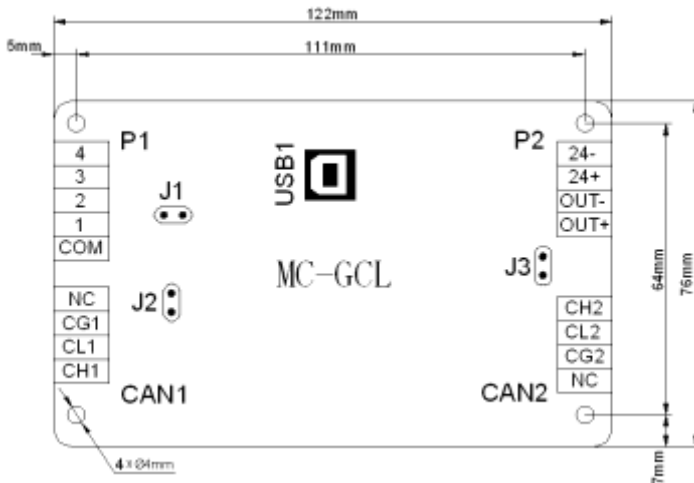 122mm
5mm
111mm
P1
P2
USB1
4
3
2
1
COM
J1
24-
24+
OUT-
OUT+
MC-GCL
J3
64mm
76mm
J2
NC
CG1
CL1
CH1
CH2
CL2
CG2
NC
CAN1
CAN2
4×Ø4mm
7mm